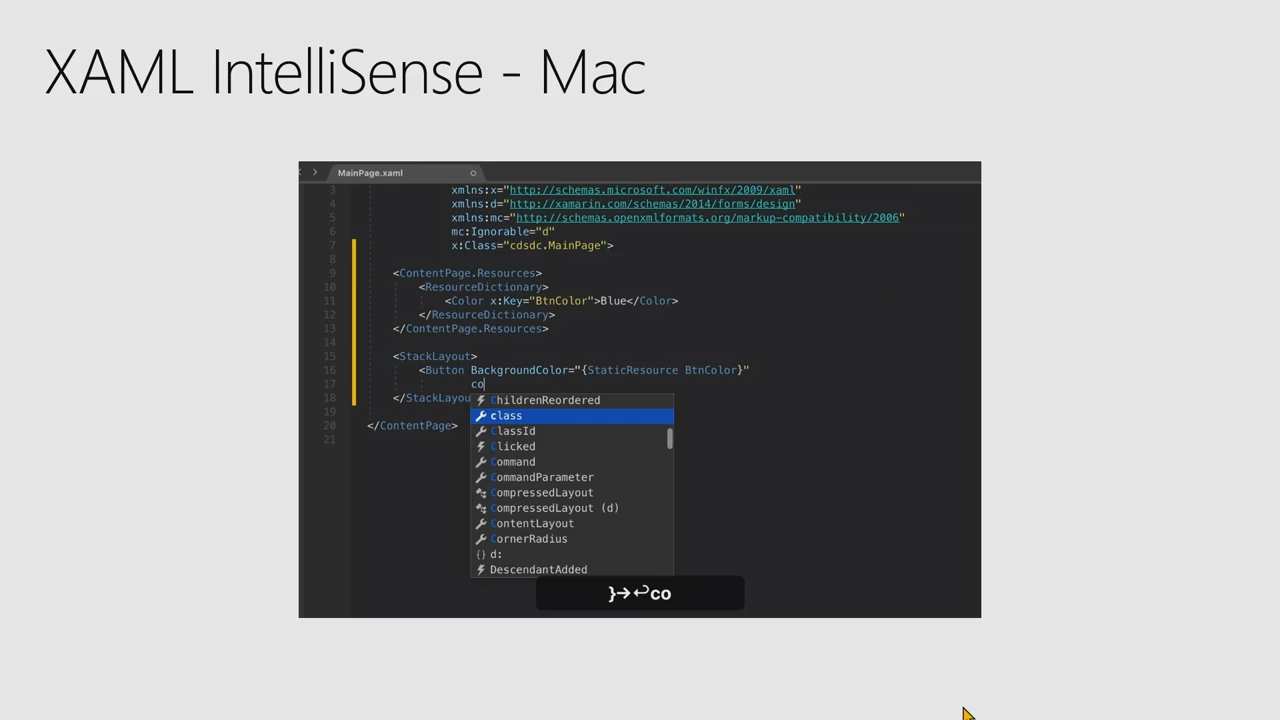 XAML IntelliSense - Mac
MainPage.xaml
3 xmlns:x="http://schemas.microsoft.com/winfx/2009/xaml"
4 xmlns:d="http://xamarin.com/schemas/2014/forms/design"
5 xmlns:mc="http://schemas.openxmlformats.org/markup-compatibility/2006"
6 mc:Ignorable="d"
7 x:Class="cdsdc.MainPage">
8
9 <ContentPage.Resources>
10 <ResourceDictionary>
11 <Color x:Key="BtnColor">Blue</Color>
12 </ResourceDictionary>
13 </ContentPage.Resources>
14
15 <StackLayout>
16 <Button BackgroundColor="{StaticResource BtnColor}"
17 co
18 </StackLayou
19
20 </ContentPage>
21
ChildrenReordered
class
ClassId
Clicked
Command
CommandParameter
CompressedLayout
CompressedLayout (d)
ContentLayout
CornerRadius
{} d:
DescendantAdded
}→↩co